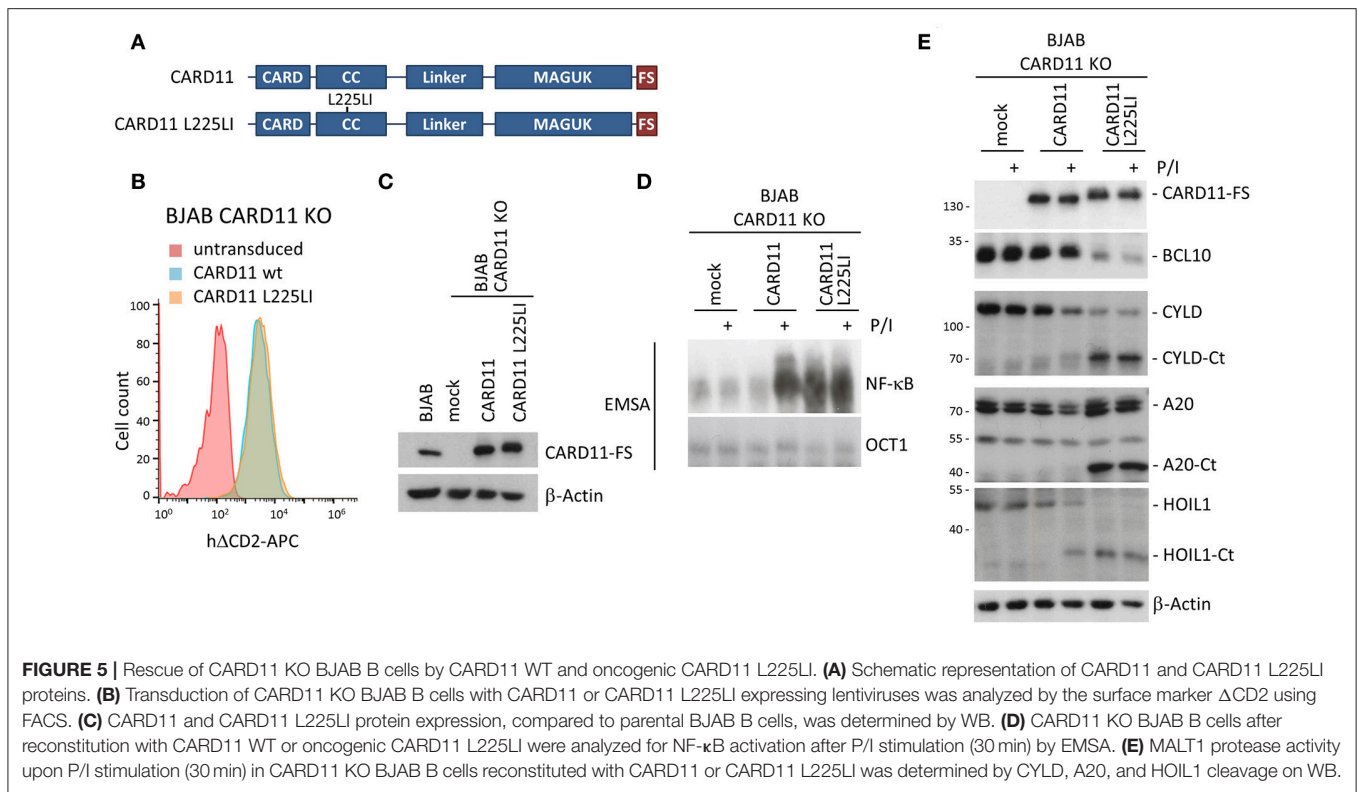 A
CARD11
CARD CC Linker MAGUK FS
L225LI
CARD11 L225LI
CARD CC Linker MAGUK FS
B
BJAB CARD11 KO
untransduced
CARD11 wt
CARD11 L225LI
Cell count
100
80
60
40
20
0
10^0 10^2 10^4 10^6
hΔCD2-APC
C
BJAB
CARD11 KO
BJAB
mock
CARD11
CARD11 L225LI
CARD11-FS
β-Actin
D
BJAB
CARD11 KO
mock
CARD11
CARD11
L225LI
+ + + P/I
EMSA
NF-κB
OCT1
E
BJAB
CARD11 KO
mock
CARD11
CARD11
L225LI
+ + + P/I
130 -
- CARD11-FS
35 -
- BCL10
- CYLD
100 -
70 -
- CYLD-Ct
70 -
- A20
55 -
40 -
- A20-Ct
55 -
- HOIL1
40 -
- HOIL1-Ct
β-Actin
FIGURE 5 | Rescue of CARD11 KO BJAB B cells by CARD11 WT and oncogenic CARD11 L225LI. (A) Schematic representation of CARD11 and CARD11 L225LI
proteins. (B) Transduction of CARD11 KO BJAB B cells with CARD11 or CARD11 L225LI expressing lentiviruses was analyzed by the surface marker ΔCD2 using
FACS. (C) CARD11 and CARD11 L225LI protein expression, compared to parental BJAB B cells, was determined by WB. (D) CARD11 KO BJAB B cells after
reconstitution with CARD11 WT or oncogenic CARD11 L225LI were analyzed for NF-κB activation after P/I stimulation (30 min) by EMSA. (E) MALT1 protease activity
upon P/I stimulation (30 min) in CARD11 KO BJAB B cells reconstituted with CARD11 or CARD11 L225LI was determined by CYLD, A20, and HOIL1 cleavage on WB.